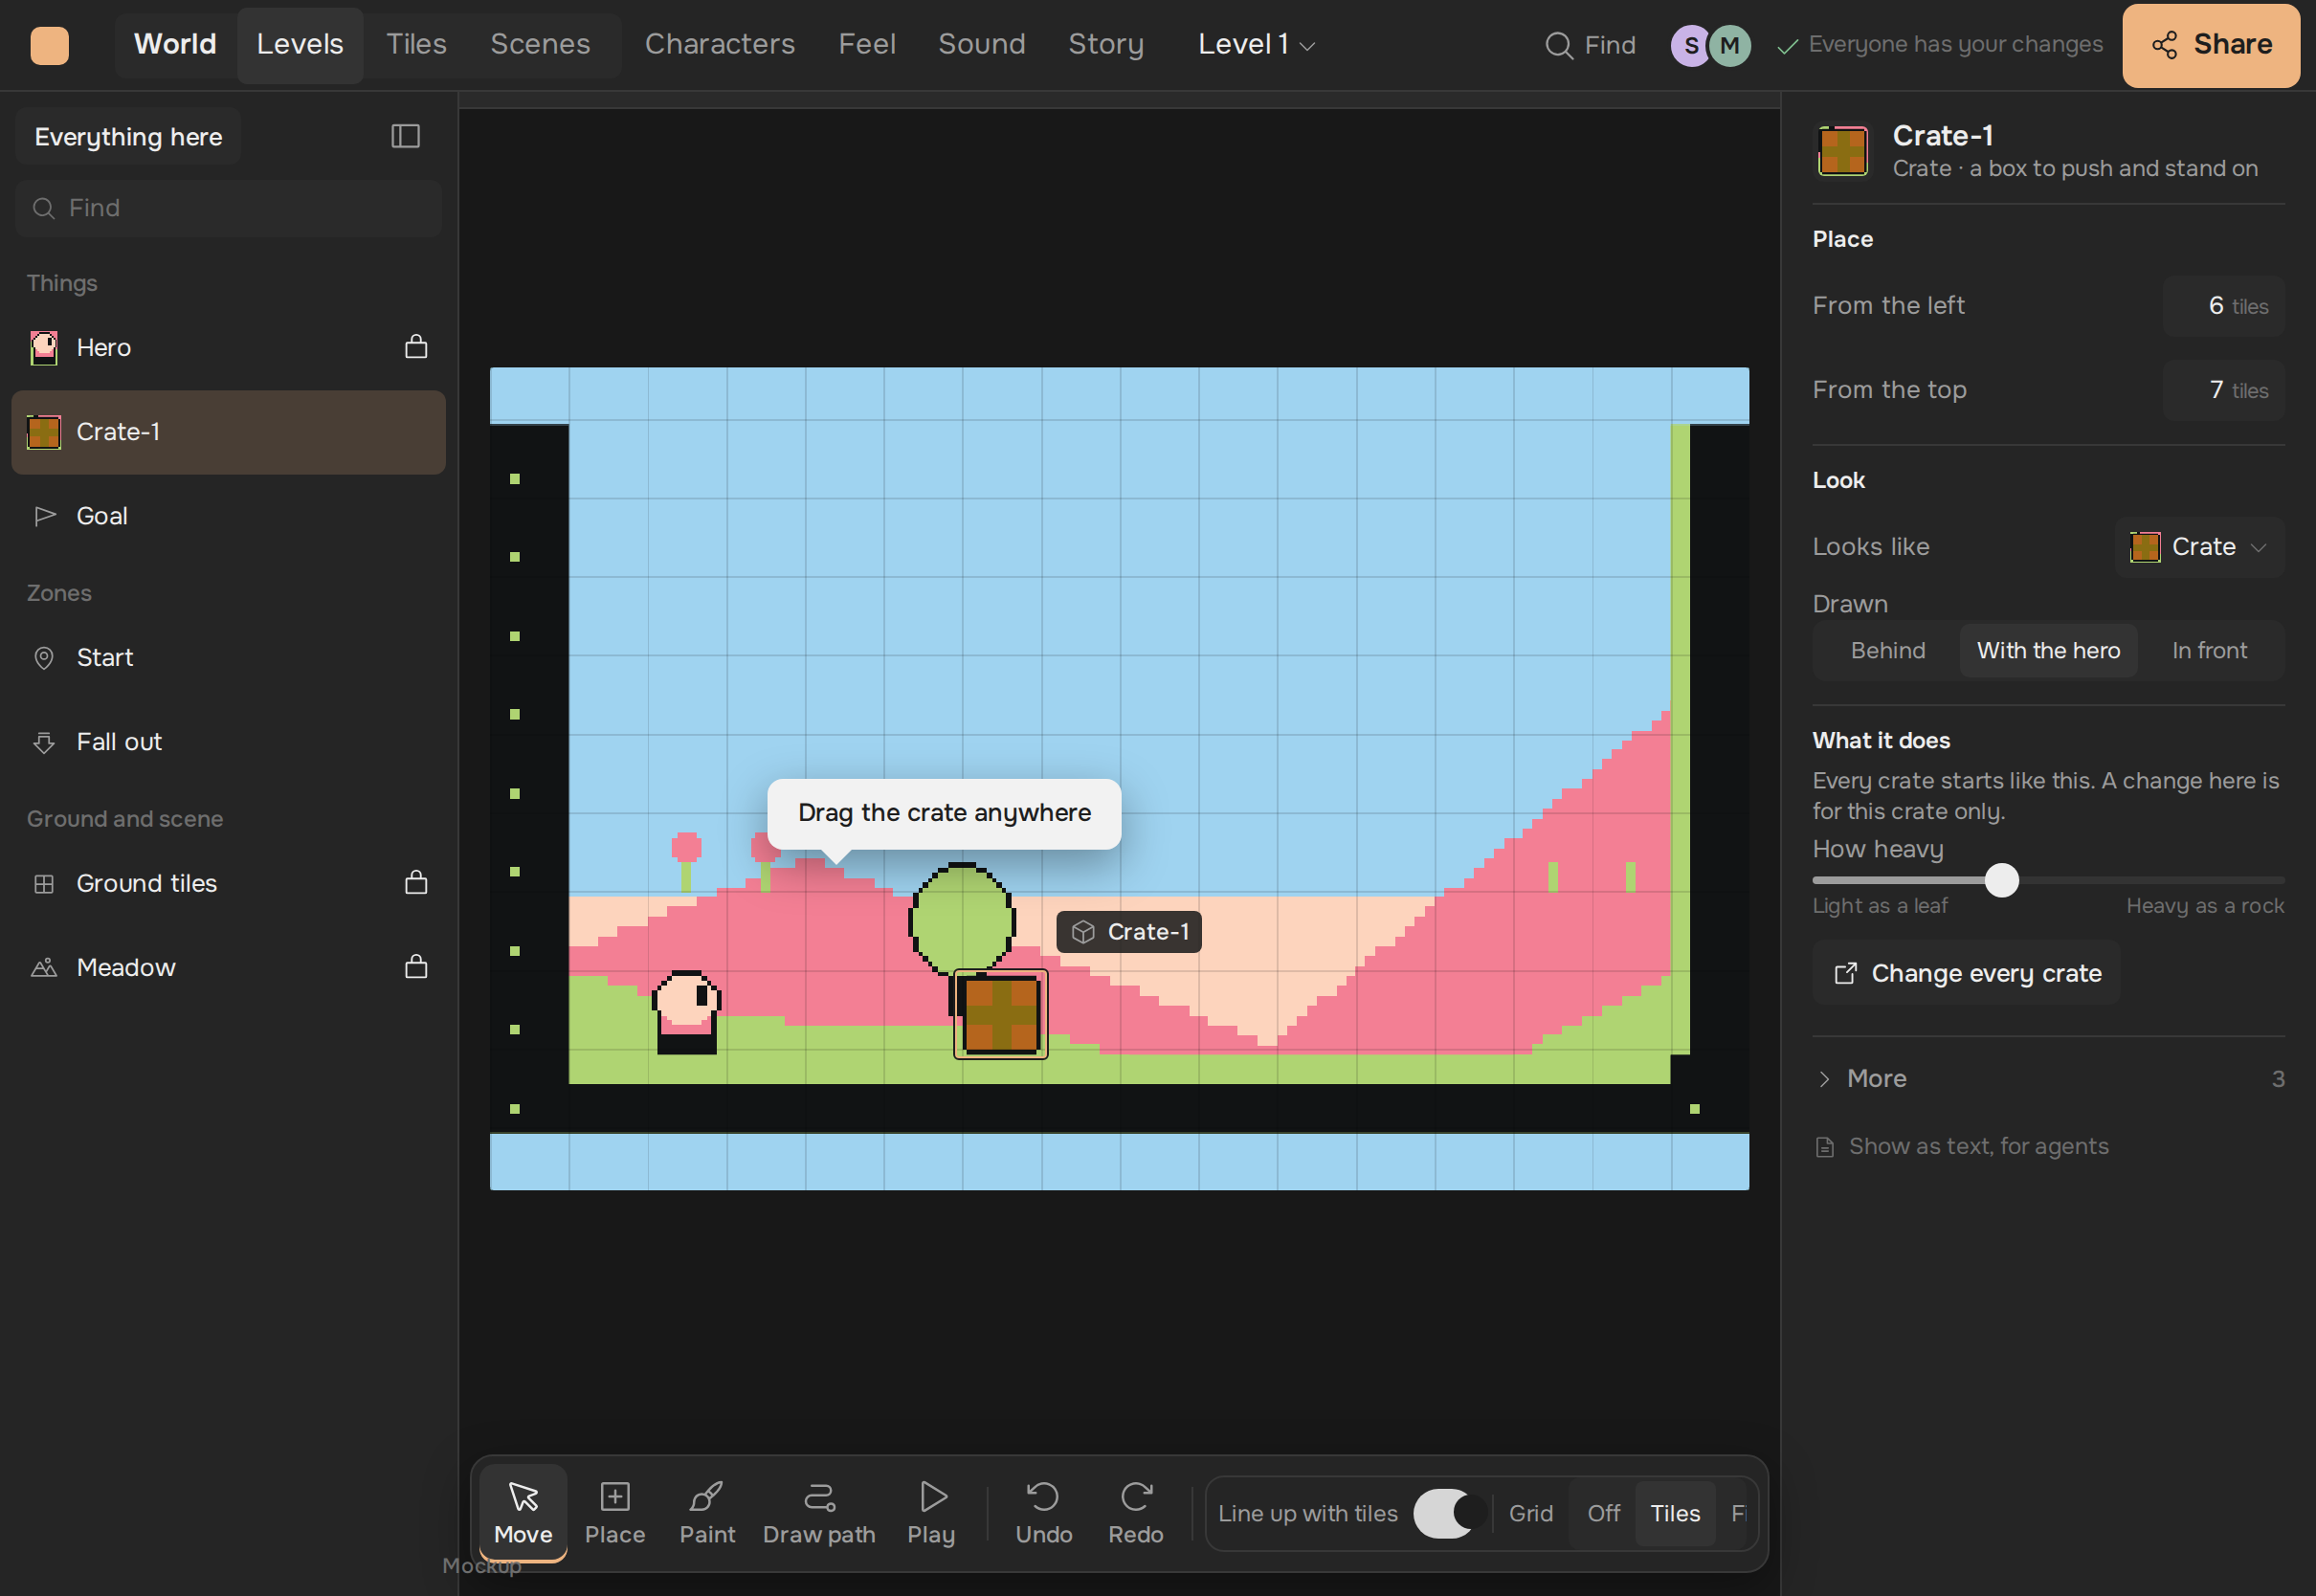 World Levels Tiles Scenes Characters Feel Sound Story Level 1 Find S M Everyone has your changes Share
Everything here
Find
Things
Hero
Crate-1
Goal
Zones
Start
Fall out
Ground and scene
Ground tiles
Meadow
Drag the crate anywhere
Crate-1
Crate-1
Crate · a box to push and stand on
Place
From the left 6 tiles
From the top 7 tiles
Look
Looks like Crate
Drawn
Behind With the hero In front
What it does
Every crate starts like this. A change here is
for this crate only.
How heavy
Light as a leaf Heavy as a rock
Change every crate
More 3
Show as text, for agents
Move Place Paint Draw path Play Undo Redo Line up with tiles Grid Off Tiles
Mockup